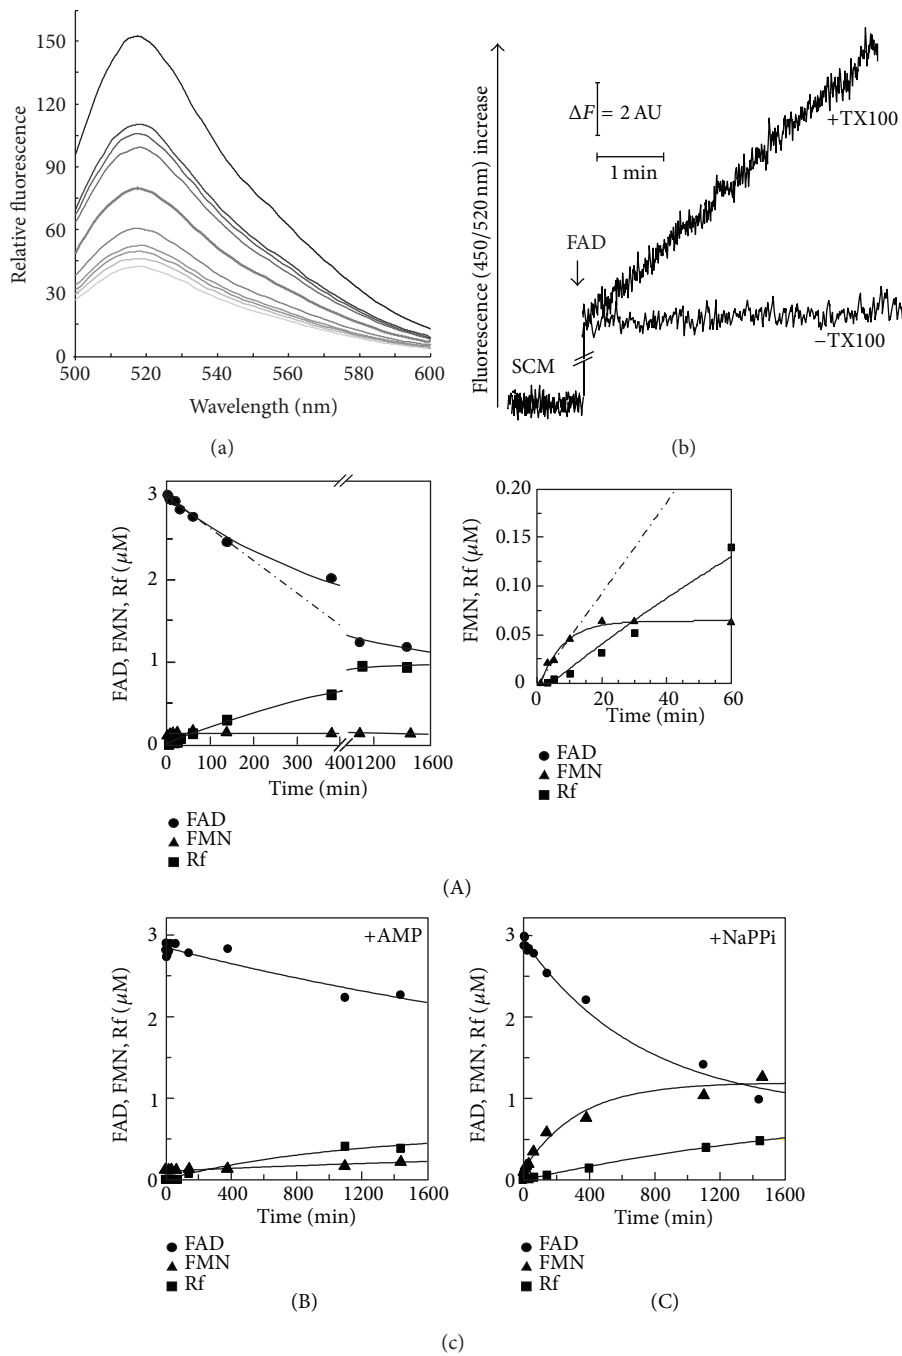 150
120
90
60
30
0
Relative fluorescence
500
520
540
560
580
600
Wavelength (nm)
(a)
Fluorescence (450/520 nm) increase
ΔF = 2 AU
1 min
FAD
+TX100
−TX100
SCM
(b)
3
2
1
0
FAD, FMN, Rf (μM)
0
100
200
300
400
1200
1600
Time (min)
FAD
FMN
Rf
0.20
0.15
0.10
0.05
0
FMN, Rf (μM)
0
20
40
60
Time (min)
FAD
FMN
Rf
(A)
+AMP
3
2
1
0
FAD, FMN, Rf (μM)
0
400
800
1200
1600
Time (min)
FAD
FMN
Rf
(B)
+NaPPi
3
2
1
0
FAD, FMN, Rf (μM)
0
400
800
1200
1600
Time (min)
FAD
FMN
Rf
(C)
(c)